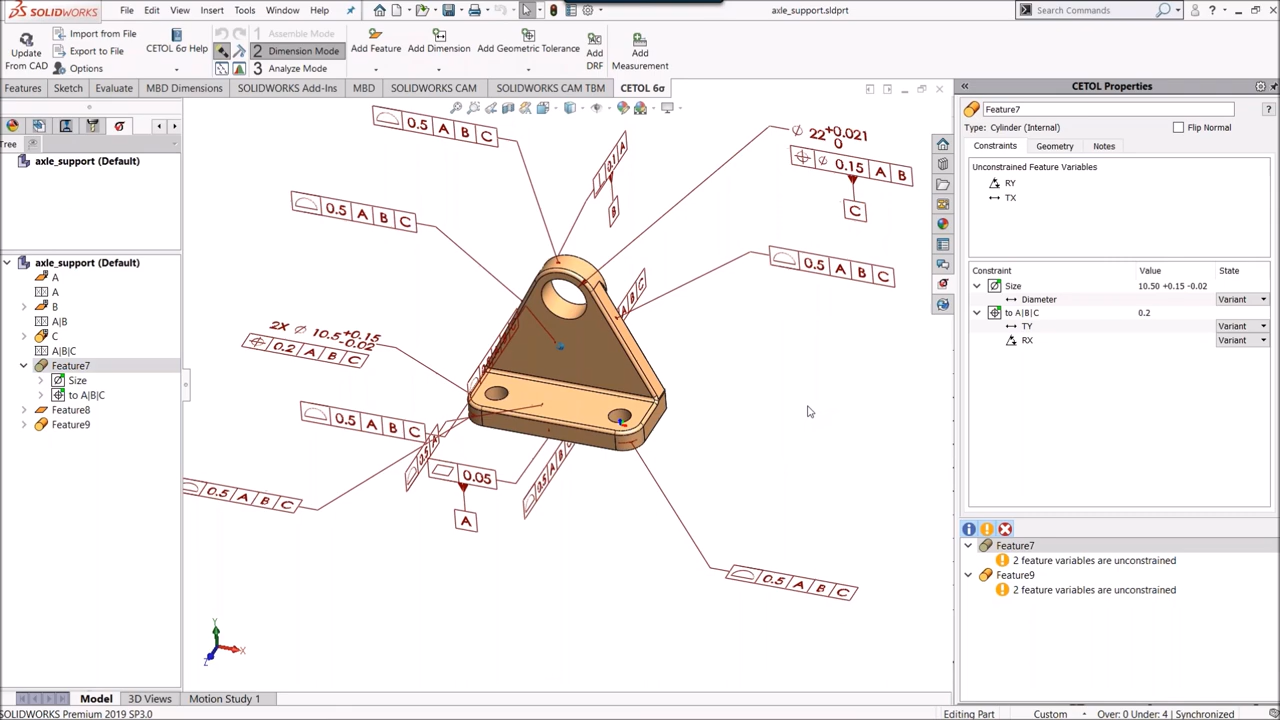 SOLIDWORKS File Edit View Insert Tools Window Help axle_support.sldprt Search Commands
Update From CAD
Import from File
Export to File
Options
CETOL 6σ Help
1 Assemble Mode
2 Dimension Mode
3 Analyze Mode
Add Feature
Add Dimension
Add Geometric Tolerance
Add DRF
Add Measurement
Features Sketch Evaluate MBD Dimensions SOLIDWORKS Add-Ins MBD SOLIDWORKS CAM SOLIDWORKS CAM TBM CETOL 6σ
Tree
axle_support (Default)
axle_support (Default)
A
A|B
B
A|B
C
A|B|C
Feature7
Size
to A|B|C
Feature8
Feature9
0.5 A B C
0.1 A
B
∅ 22 +0.021 0
∅ 0.15 A B
C
0.5 A B C
0.5 A B C
A B C
2X ∅ 10.5 +0.15 -0.02
0.2 A B C
0.5 A B C
0.5 A
0.05
A
0.5 A B C
0.5 A B C
0.5 A B C
Y
X
Z
CETOL Properties
Feature7
Type: Cylinder (Internal)
Flip Normal
Constraints Geometry Notes
Unconstrained Feature Variables
RY
TX
Constraint Value State
Size 10.50 +0.15 -0.02
Diameter Variant
to A|B|C 0.2
TY Variant
RX Variant
Feature7
2 feature variables are unconstrained
Feature9
2 feature variables are unconstrained
Model 3D Views Motion Study 1
SOLIDWORKS Premium 2019 SP3.0 Editing Part Custom Over: 0 Under: 4 | Synchronized